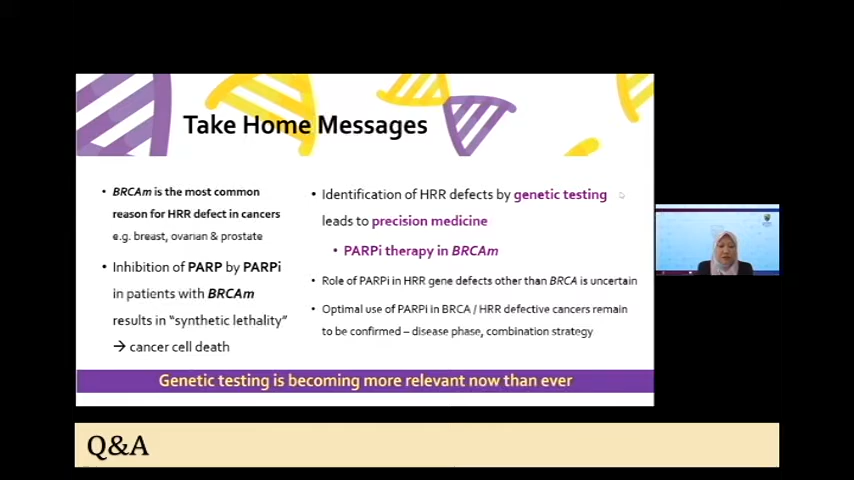 Take Home Messages
• BRCAm is the most common
reason for HRR defect in cancers
e.g. breast, ovarian & prostate
• Inhibition of PARP by PARPi
in patients with BRCAm
results in “synthetic lethality”
→ cancer cell death
• Identification of HRR defects by genetic testing
leads to precision medicine
• PARPi therapy in BRCAm
• Role of PARPi in HRR gene defects other than BRCA is uncertain
• Optimal use of PARPi in BRCA / HRR defective cancers remain
to be confirmed – disease phase, combination strategy
Genetic testing is becoming more relevant now than ever
Q&A